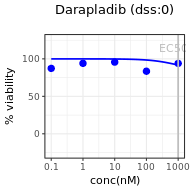 Darapladib (dss:0)
EC50
100
50
0
% viability
0.1 1 10 100 1000
conc(nM)